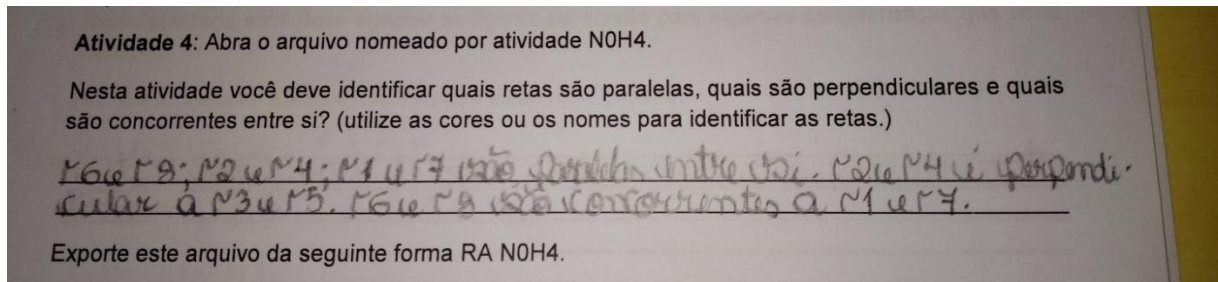 Atividade 4: Abra o arquivo nomeado por atividade N0H4.
Nesta atividade você deve identificar quais retas são paralelas, quais são perpendiculares e quais
são concorrentes entre si? (utilize as cores ou os nomes para identificar as retas.)
r6 e r8; r2 e r4; r1 e r7 são paralelas entre si. r2 e r4 é perpendi-
cular a r3 e r5. r6 e r8 são concorrentes a r1 e r7.
Exporte este arquivo da seguinte forma RA N0H4.